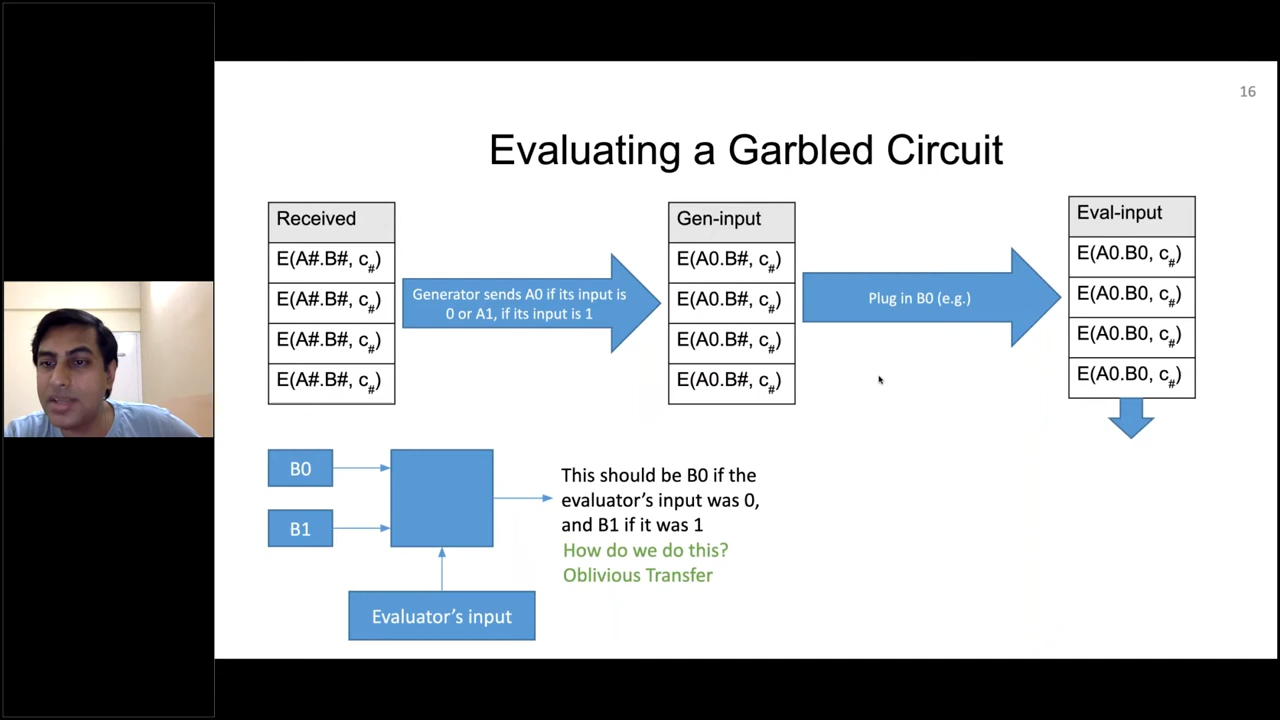 16
Evaluating a Garbled Circuit
Received
E(A#.B#, c#)
E(A#.B#, c#)
E(A#.B#, c#)
E(A#.B#, c#)
Generator sends A0 if its input is
0 or A1, if its input is 1
Gen-input
E(A0.B#, c#)
E(A0.B#, c#)
E(A0.B#, c#)
E(A0.B#, c#)
Plug in B0 (e.g.)
Eval-input
E(A0.B0, c#)
E(A0.B0, c#)
E(A0.B0, c#)
E(A0.B0, c#)
B0
B1
Evaluator’s input
This should be B0 if the
evaluator’s input was 0,
and B1 if it was 1
How do we do this?
Oblivious Transfer